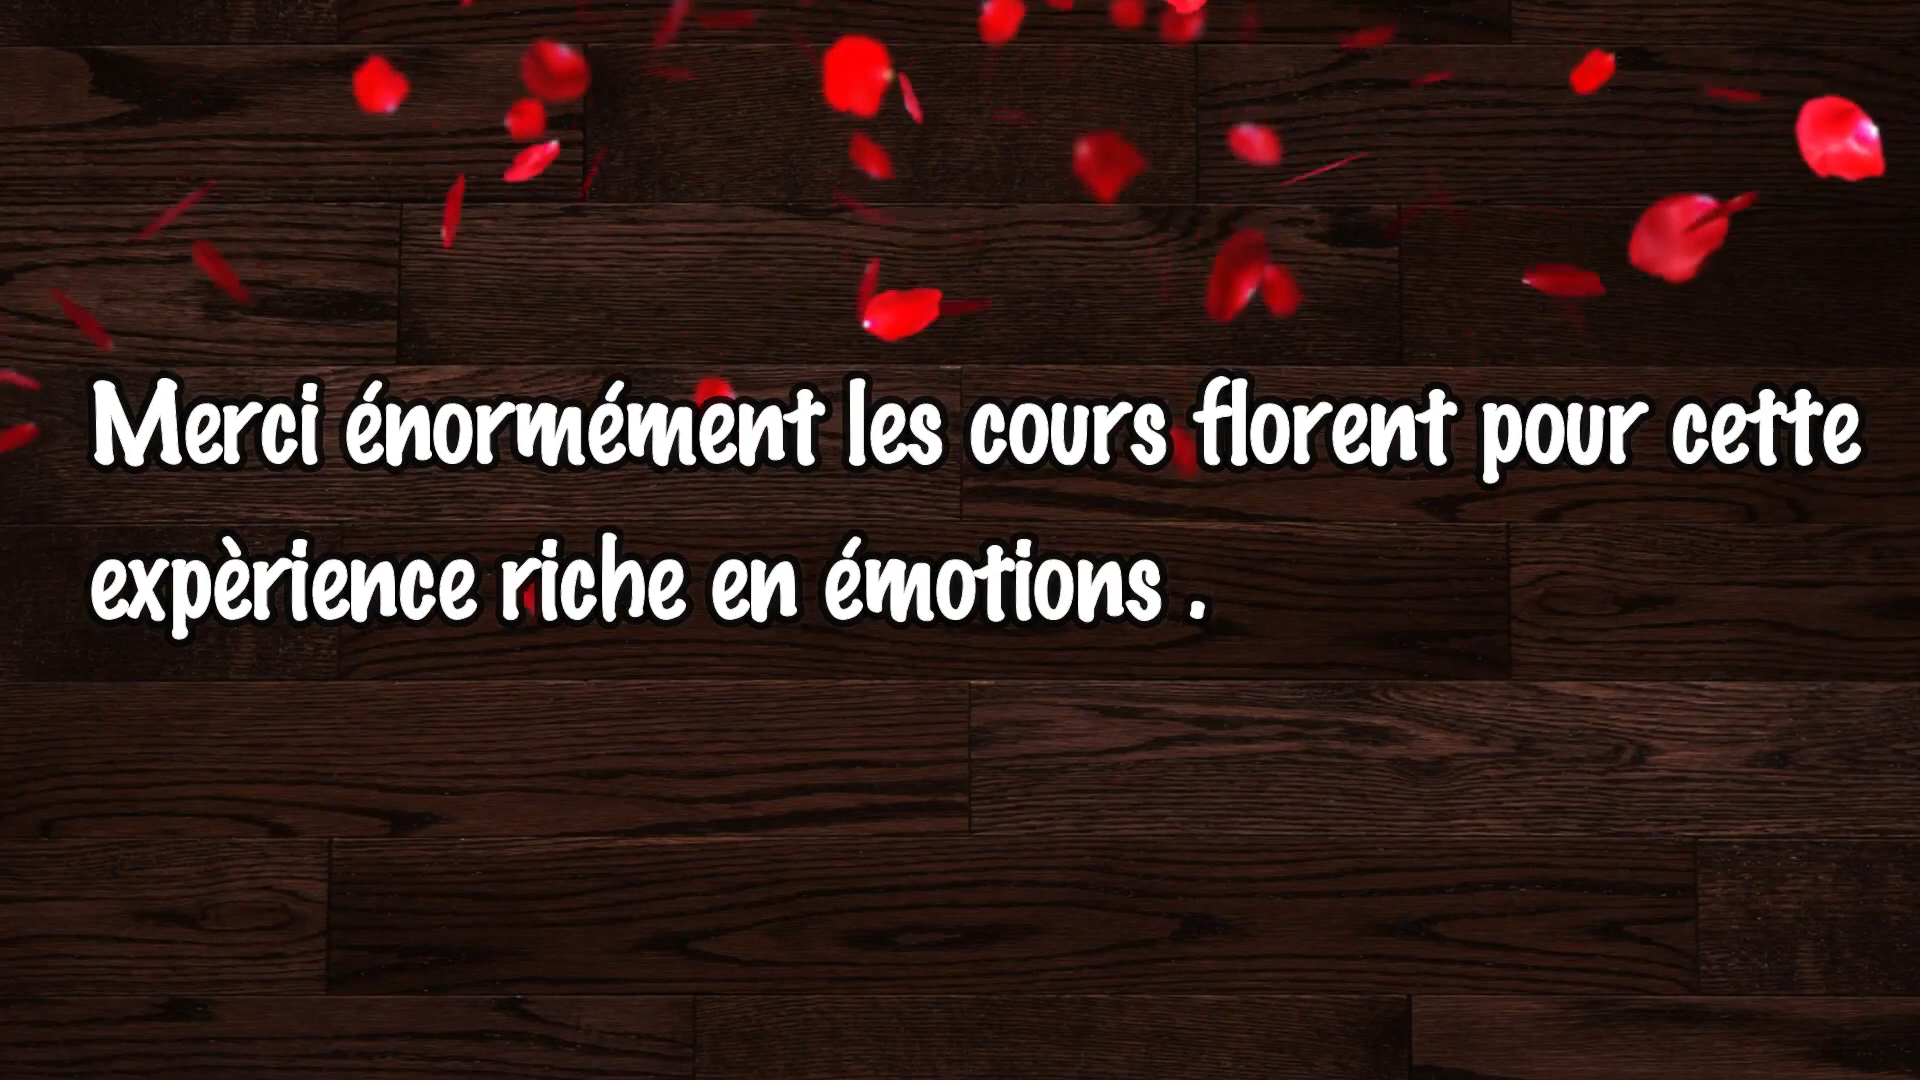 Merci énormément les cours florent pour cette
expèrience riche en émotions .